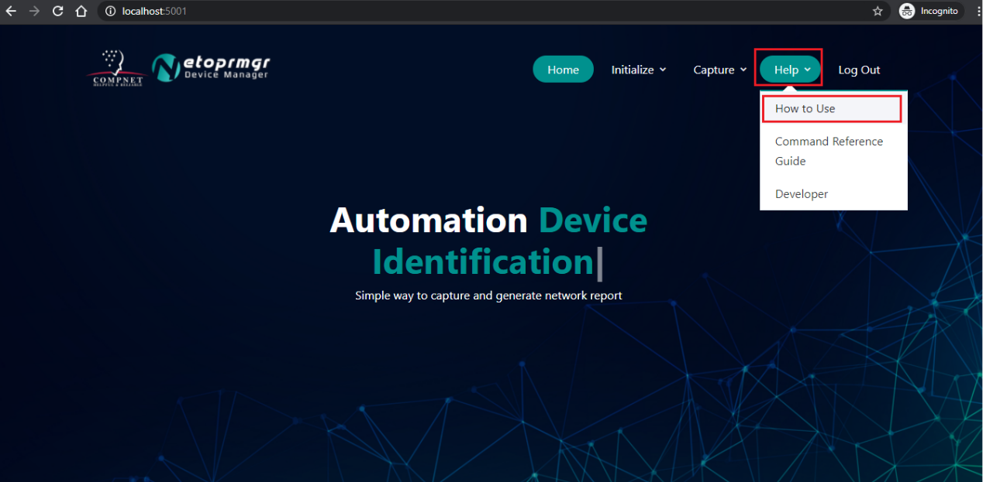 localhost:5001
Incognito
COMPNET
HELPFUL & RELIABLE
Netoprmgr
Device Manager
Home
Initialize
Capture
Help
Log Out
How to Use
Command Reference
Guide
Developer
Automation Device
Identification|
Simple way to capture and generate network report